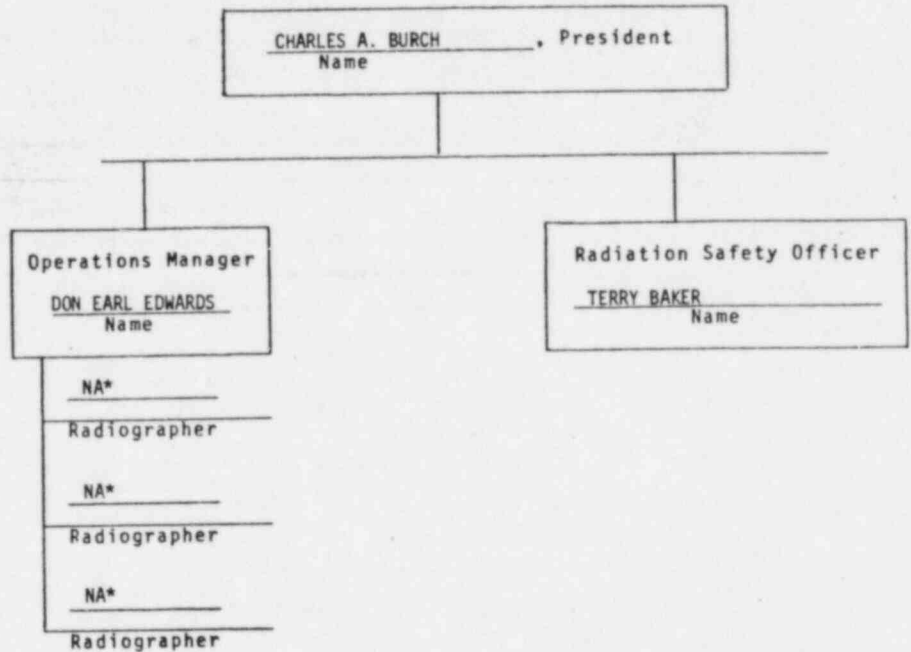 CHARLES A. BURCH, President
Name
Operations Manager
DON EARL EDWARDS
Name
Radiation Safety Officer
TERRY BAKER
Name
NA*
Radiographer
NA*
Radiographer
NA*
Radiographer